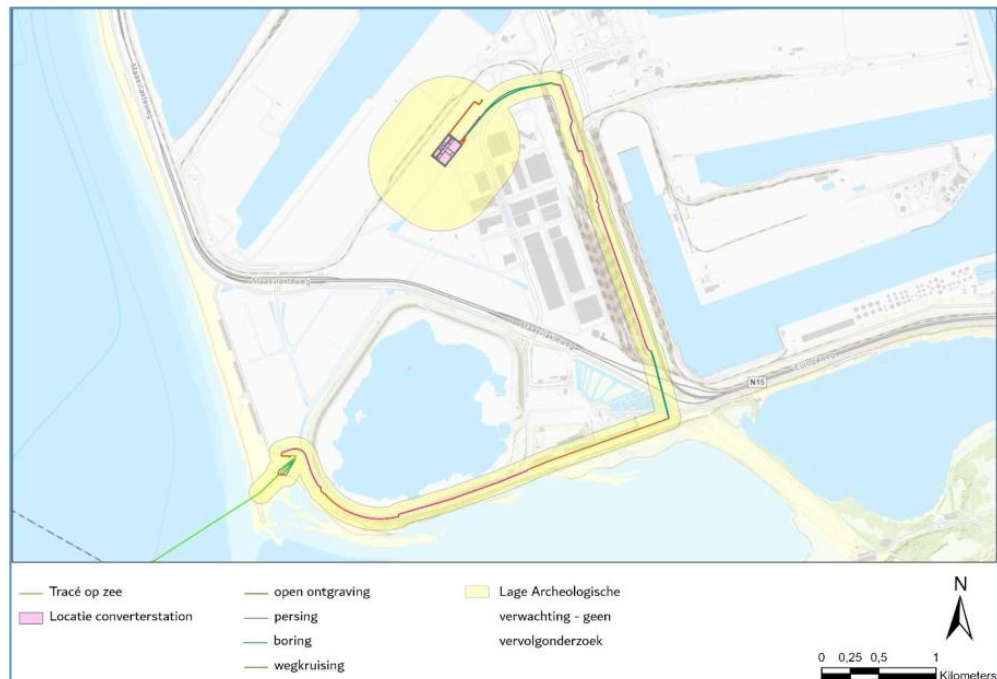 Maasvlakteweg
Maasvlakteweg
Maasvlakteweg
Europaweg
N15
Tracé op zee
Locatie converterstation
open ontgraving
persing
boring
wegkruising
Lage Archeologische
verwachting - geen
vervolgonderzoek
N
0 0,25 0,5 1
Kilometers